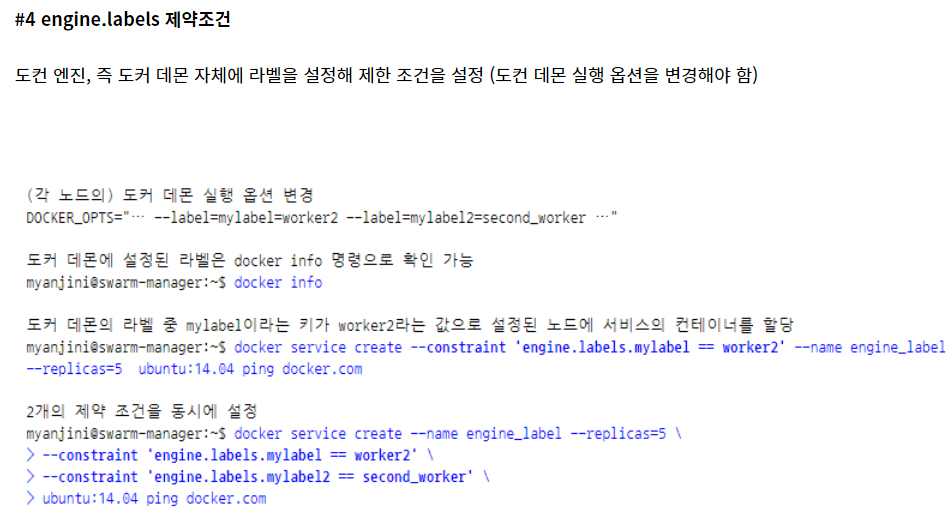 #4 engine.labels 제약조건
도컨 엔진, 즉 도커 데몬 자체에 라벨을 설정해 제한 조건을 설정 (도컨 데몬 실행 옵션을 변경해야 함)
(각 노드의) 도커 데몬 실행 옵션 변경
DOCKER_OPTS="… --label=mylabel=worker2 --label=mylabel2=second_worker …"
도커 데몬에 설정된 라벨은 docker info 명령으로 확인 가능
myanjini@swarm-manager:~$ docker info
도커 데몬의 라벨 중 mylabel이라는 키가 worker2라는 값으로 설정된 노드에 서비스의 컨테이너를 할당
myanjini@swarm-manager:~$ docker service create --constraint 'engine.labels.mylabel == worker2' --name engine_label
--replicas=5  ubuntu:14.04 ping docker.com
2개의 제약 조건을 동시에 설정
myanjini@swarm-manager:~$ docker service create --name engine_label --replicas=5 \
> --constraint 'engine.labels.mylabel == worker2' \
> --constraint 'engine.labels.mylabel2 == second_worker' \
> ubuntu:14.04 ping docker.com